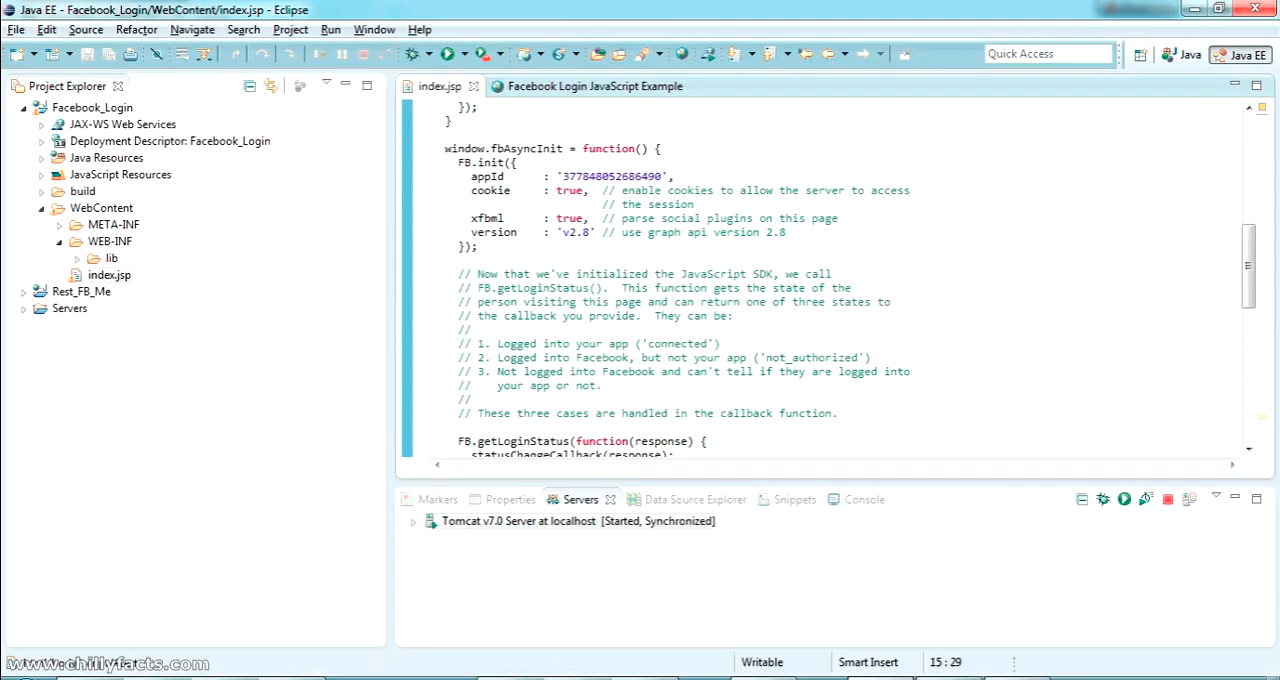 Java EE - Facebook_Login/WebContent/index.jsp - Eclipse
File Edit Source Refactor Navigate Search Project Run Window Help
Quick Access
Java
Java EE
Project Explorer
Facebook_Login
JAX-WS Web Services
Deployment Descriptor: Facebook_Login
Java Resources
JavaScript Resources
build
WebContent
META-INF
WEB-INF
lib
index.jsp
Rest_FB_Me
Servers
index.jsp
Facebook Login JavaScript Example
});
}
window.fbAsyncInit = function() {
FB.init({
appId : '377848052686490',
cookie : true, // enable cookies to allow the server to access
// the session
xfbml : true, // parse social plugins on this page
version : 'v2.8' // use graph api version 2.8
});
// Now that we've initialized the JavaScript SDK, we call
// FB.getLoginStatus(). This function gets the state of the
// person visiting this page and can return one of three states to
// the callback you provide. They can be:
//
// 1. Logged into your app ('connected')
// 2. Logged into Facebook, but not your app ('not_authorized')
// 3. Not logged into Facebook and can't tell if they are logged into
// your app or not.
//
// These three cases are handled in the callback function.
FB.getLoginStatus(function(response) {
statusChangeCallback(response);
Markers Properties Servers Data Source Explorer Snippets Console
Tomcat v7.0 Server at localhost [Started, Synchronized]
www.chillyfacts.com
Writable
Smart Insert
15 : 29